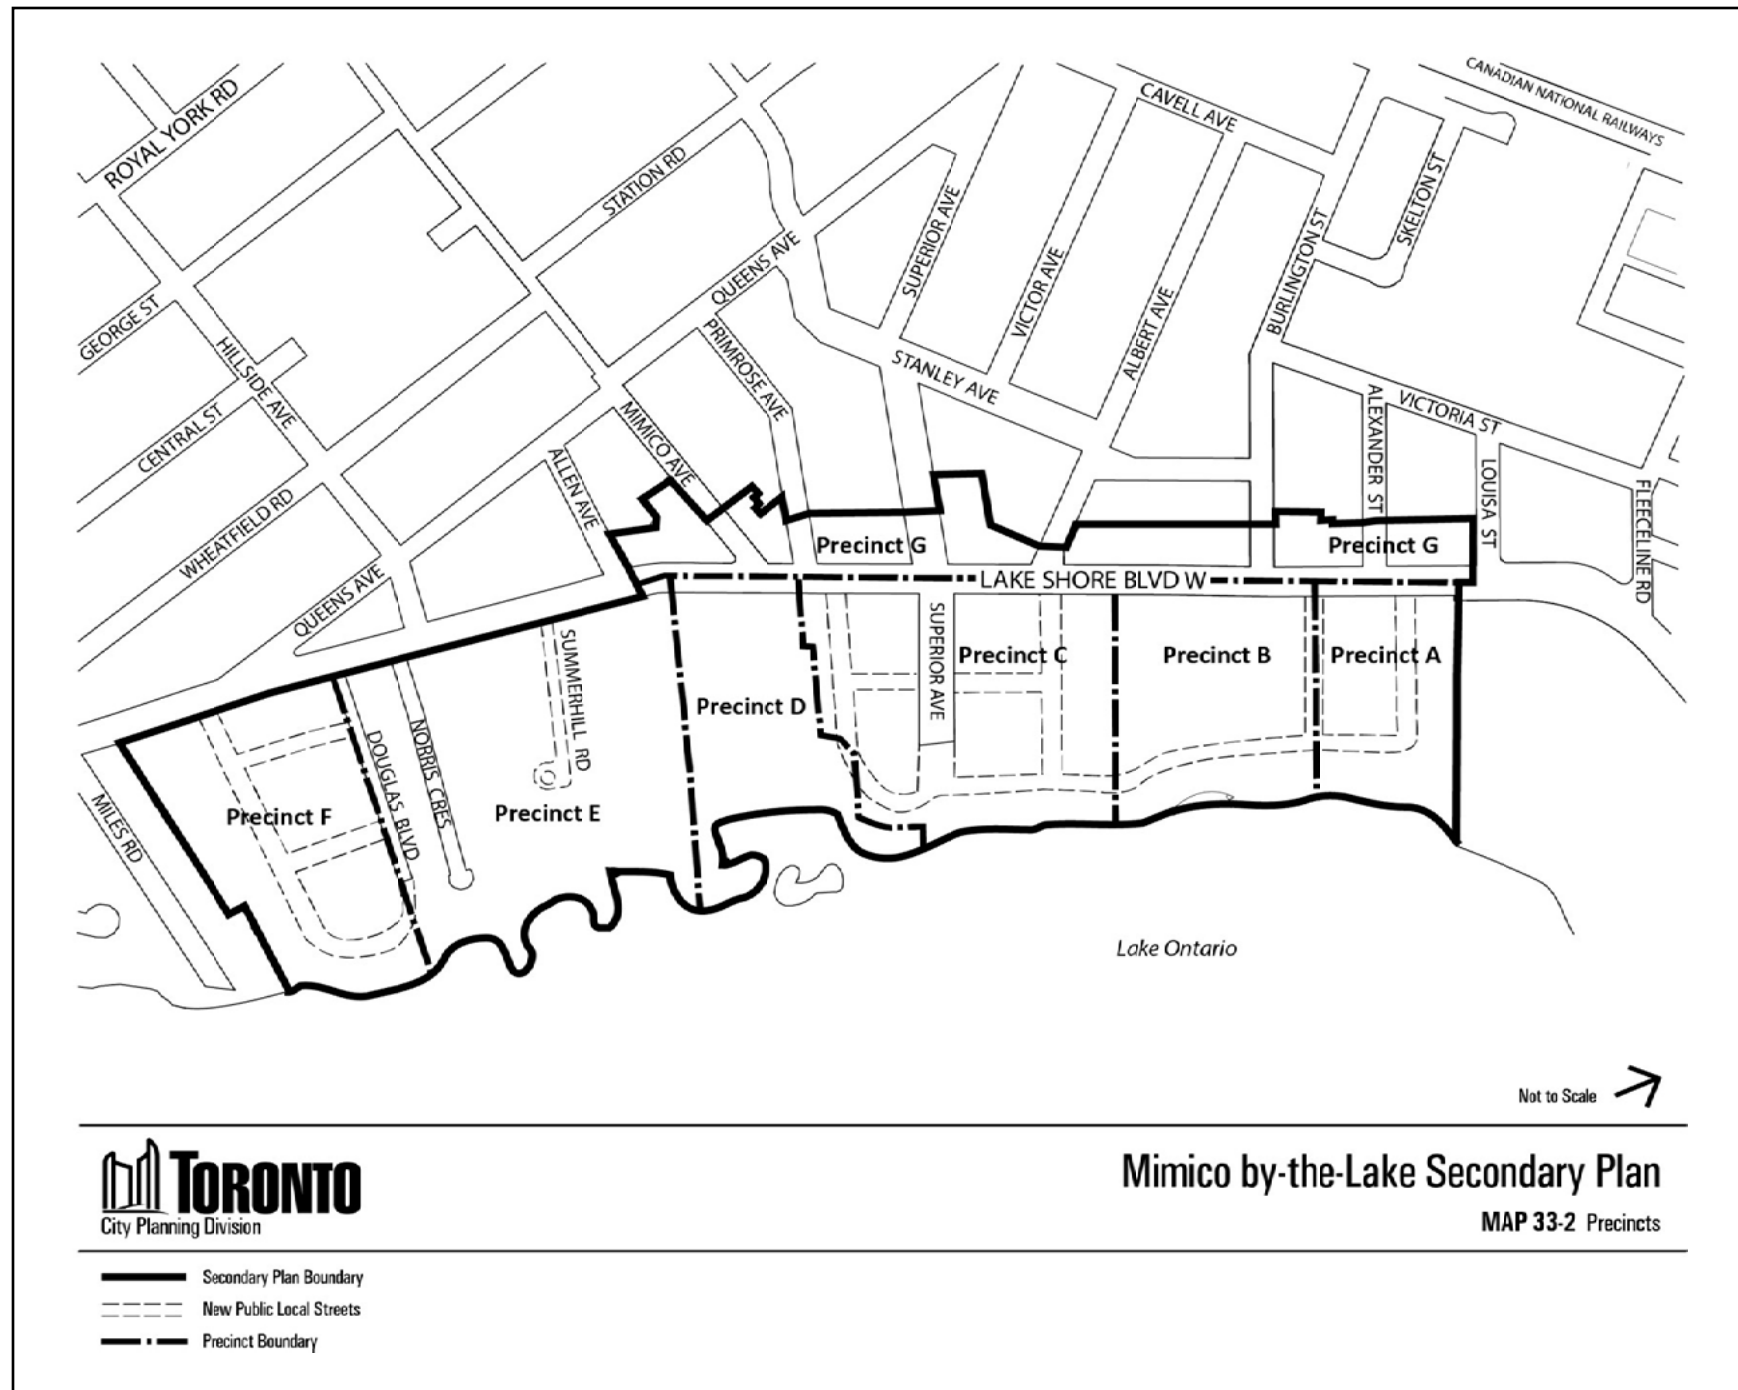 CANADIAN NATIONAL RAILWAYS
CAVELL AVE
ROYAL YORK RD
STATION RD
SKELTON ST
SUPERIOR AVE
BURLINGTON ST
QUEENS AVE
VICTOR AVE
ALBERT AVE
GEORGE ST
HILLSIDE AVE
PRIMROSE AVE
STANLEY AVE
ALEXANDER ST
VICTORIA ST
CENTRAL ST
MIMICO AVE
ALLEN AVE
LOUISA ST
FLEECELINE RD
WHEATFIELD RD
Precinct G
Precinct G
LAKE SHORE BLVD W
QUEENS AVE
SUPERIOR AVE
SUMMERHILL RD
Precinct C
Precinct B
Precinct A
Precinct D
NORRIS CRES
DOUGLAS BLVD
MILES RD
Precinct F
Precinct E
Lake Ontario
Not to Scale
TORONTO
City Planning Division
Mimico by-the-Lake Secondary Plan
MAP 33-2 Precincts
Secondary Plan Boundary
New Public Local Streets
Precinct Boundary